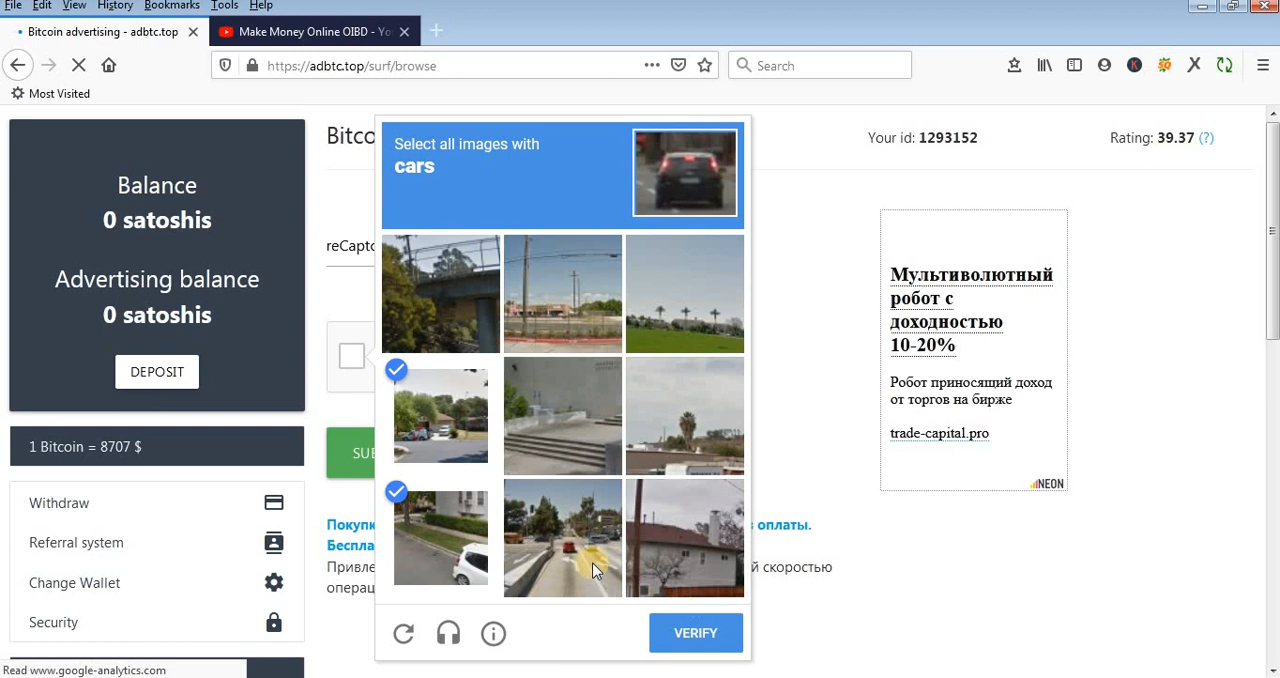 File Edit View History Bookmarks Tools Help
Bitcoin advertising - adbtc.top
Make Money Online OIBD - Yo
https://adbtc.top/surf/browse
Search
Most Visited
Balance
0 satoshis
Advertising balance
0 satoshis
DEPOSIT
1 Bitcoin = 8707 $
Withdraw
Referral system
Change Wallet
Security
Read www.google-analytics.com
Bitco
Your id: 1293152
Rating: 39.37 (?)
reCaptc
SUB
Select all images with
cars
VERIFY
Покупк
в оплаты.
Беспла
Привле
й скоростью
операц
Мультиволютный
робот с
доходностью
10-20%
Робот приносящий доход
от торгов на бирже
trade-capital.pro
NEON